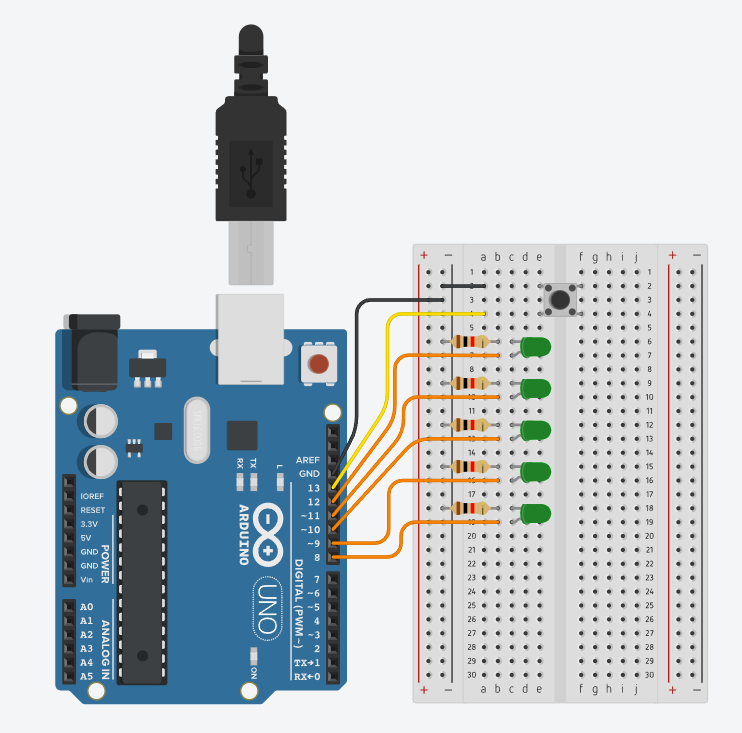 + − a b c d e f g h i j + −
1 1
2 2
3 3
4 4
5 5
6 6
7 7
8 8
9 9
10 10
11 11
12 12
13 13
14 14
15 15
16 16
17 17
18 18
19 19
20 20
21 21
22 22
23 23
24 24
25 25
26 26
27 27
28 28
29 29
30 30
+ − a b c d e f g h i j + −
AREF
GND
13
12
~11
~10
~9
8
7
~6
~5
4
~3
2
TX→1
RX←0
DIGITAL (PWM~)
RX
TX
L
ARDUINO
UNO
ON
IOREF
RESET
3.3V
5V
GND
GND
Vin
POWER
A0
A1
A2
A3
A4
A5
ANALOG IN